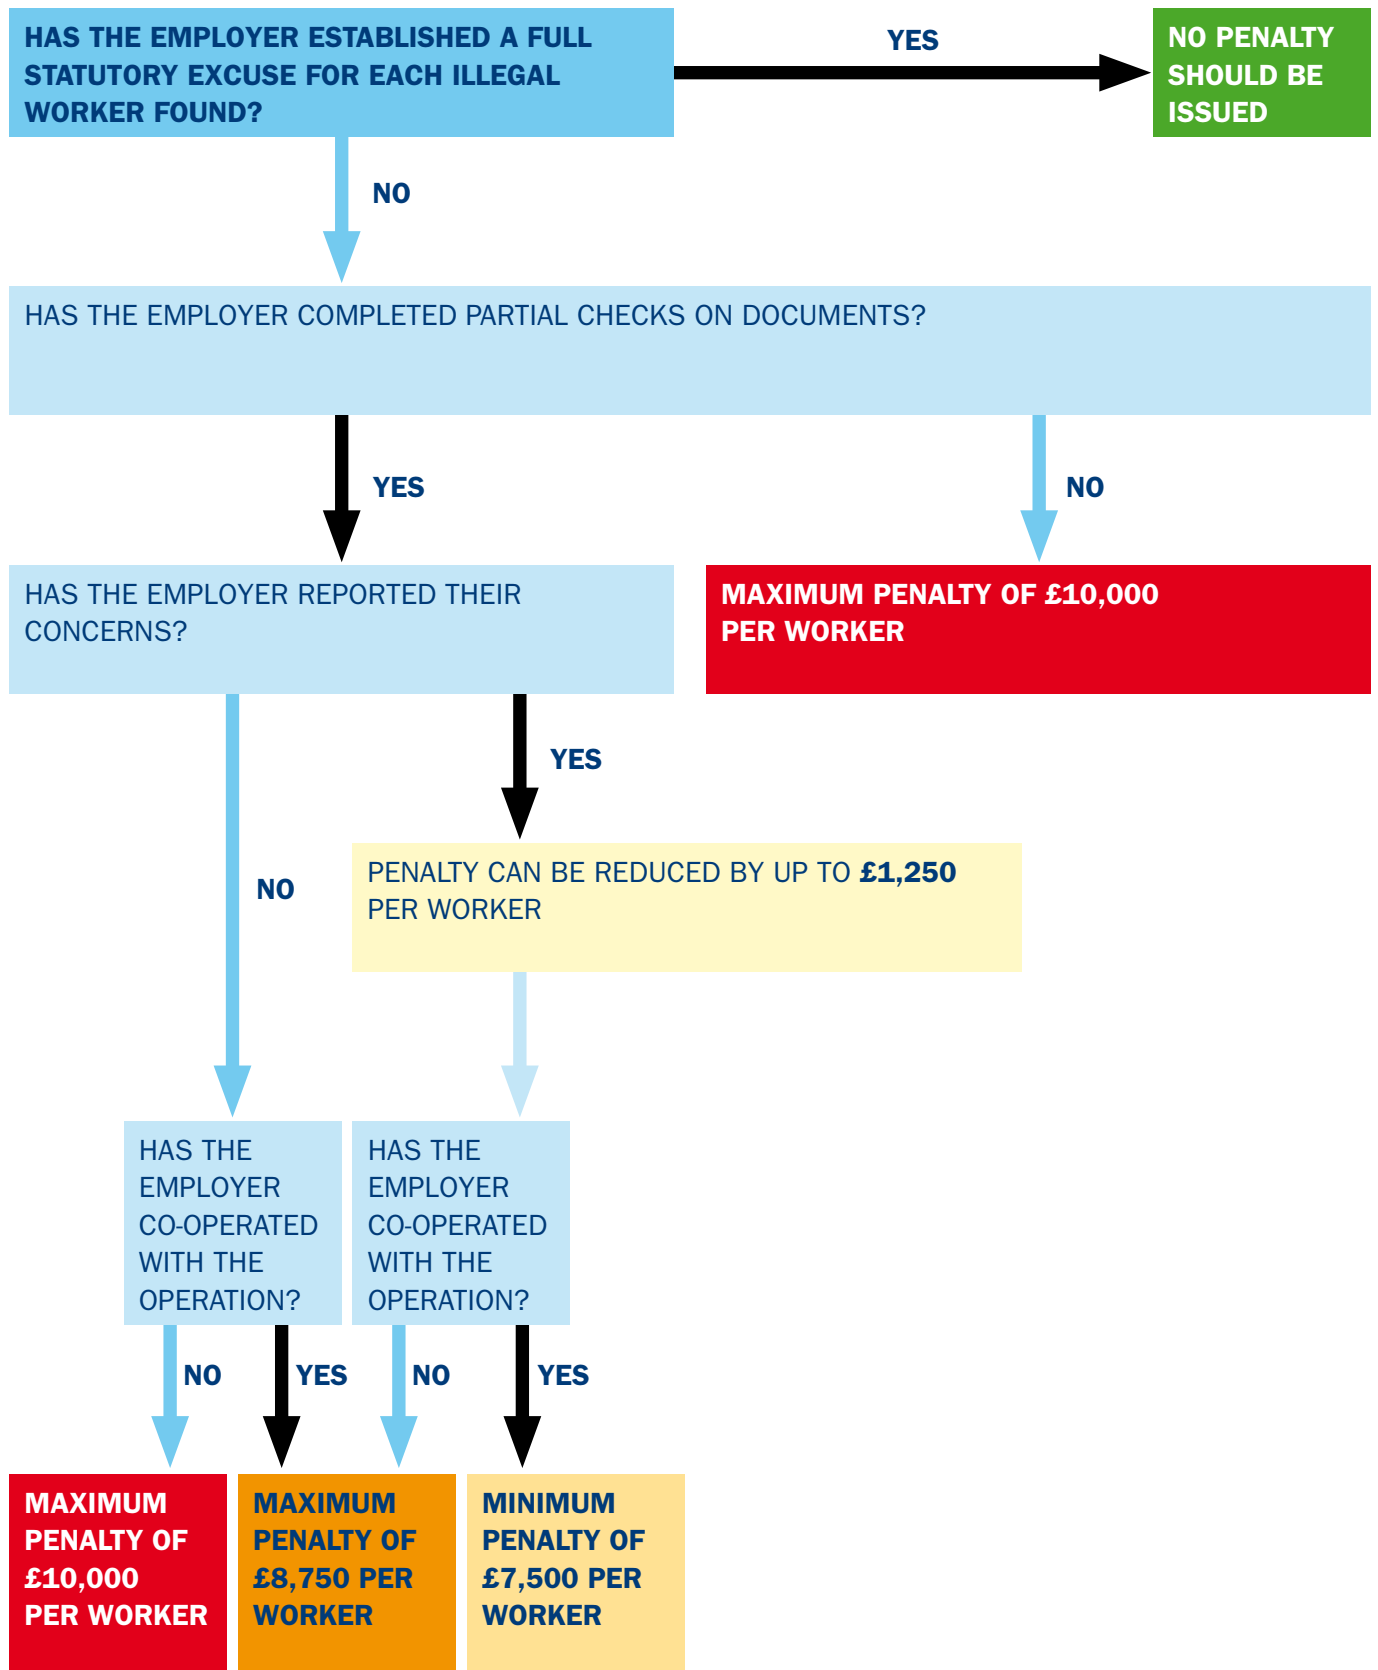 HAS THE EMPLOYER ESTABLISHED A FULL
STATUTORY EXCUSE FOR EACH ILLEGAL
WORKER FOUND?
YES
NO PENALTY
SHOULD BE
ISSUED
NO
HAS THE EMPLOYER COMPLETED PARTIAL CHECKS ON DOCUMENTS?
YES
NO
HAS THE EMPLOYER REPORTED THEIR
CONCERNS?
MAXIMUM PENALTY OF £10,000
PER WORKER
YES
NO
PENALTY CAN BE REDUCED BY UP TO £1,250
PER WORKER
HAS THE
EMPLOYER
CO-OPERATED
WITH THE
OPERATION?
HAS THE
EMPLOYER
CO-OPERATED
WITH THE
OPERATION?
NO
YES
NO
YES
MAXIMUM
PENALTY OF
£10,000
PER WORKER
MAXIMUM
PENALTY OF
£8,750 PER
WORKER
MINIMUM
PENALTY OF
£7,500 PER
WORKER